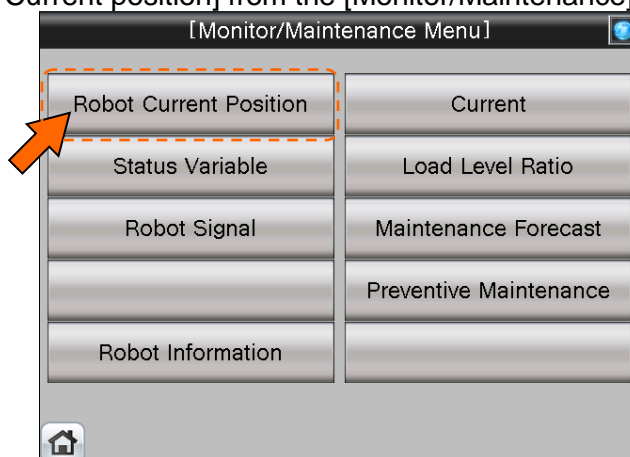 Current position] from the [Monitor/Maintenance]
[Monitor/Maintenance Menu]
Robot Current Position
Current
Status Variable
Load Level Ratio
Robot Signal
Maintenance Forecast
Preventive Maintenance
Robot Information